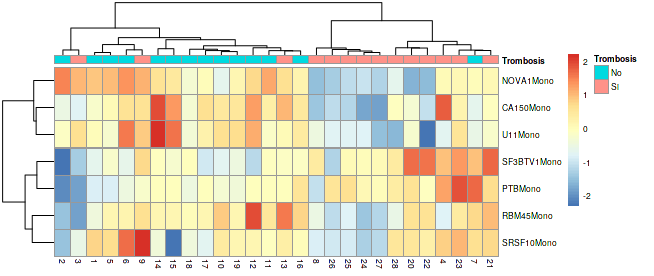 Trombosis
NOVA1Mono
CA150Mono
U11Mono
SF3BTV1Mono
PTBMono
RBM45Mono
SRSF10Mono
2 3 1 5 6 9 14 15 18 17 10 19 12 11 13 16 8 26 25 24 27 28 20 22 4 23 7 21
2
1
0
-1
-2
Trombosis
No
SI